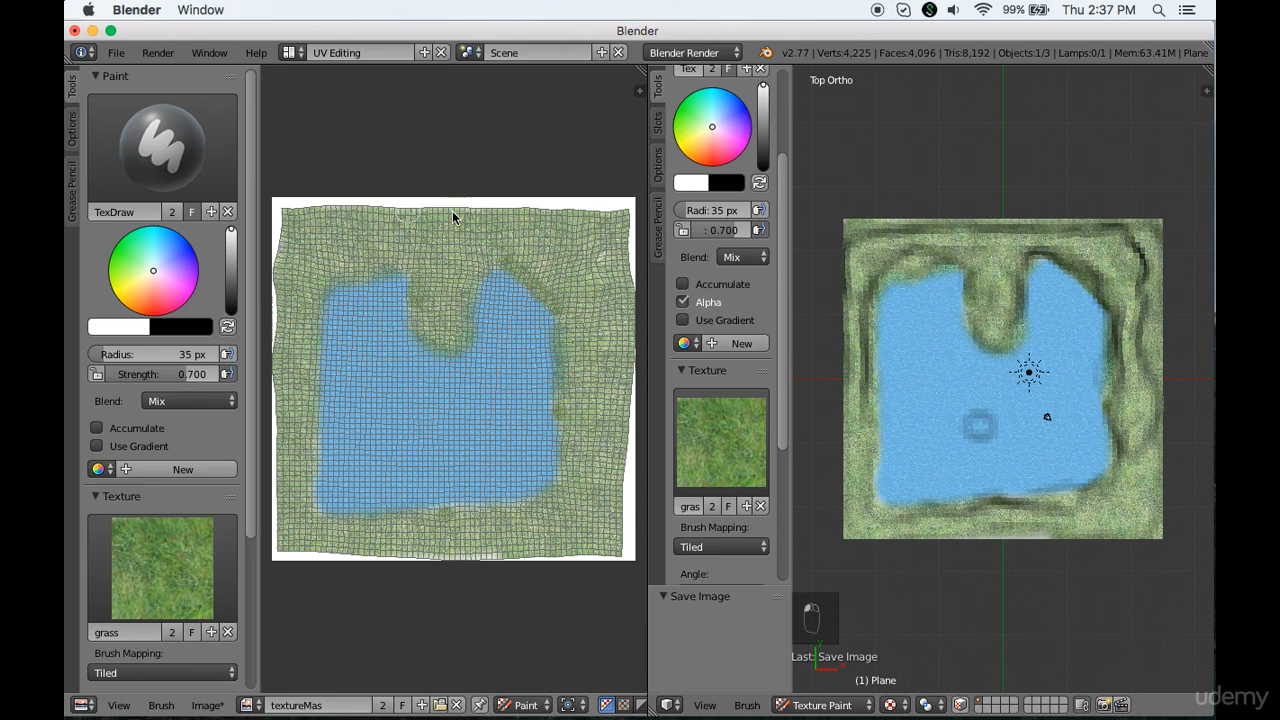 Blender Window 99% Thu 2:37 PM
Blender
File Render Window Help UV Editing Scene Blender Render v2.77 | Verts:4,225 | Faces:4,096 | Tris:8,192 | Objects:1/3 | Lamps:0/1 | Mem:63.41M | Plane
Tools
Options
Grease Pencil
Paint
TexDraw 2 F
Radius: 35 px
Strength: 0.700
Blend: Mix
Accumulate
Use Gradient
New
Texture
grass 2 F
Brush Mapping:
Tiled
View Brush Image* textureMas 2 F Paint
Tools
Slots
Options
Grease Pencil
Tex 2 F
Radi: 35 px
: 0.700
Blend: Mix
Accumulate
Alpha
Use Gradient
New
Texture
gras 2 F
Brush Mapping:
Tiled
Angle:
Save Image
Top Ortho
Last: Save Image
(1) Plane
View Brush Texture Paint
udemy